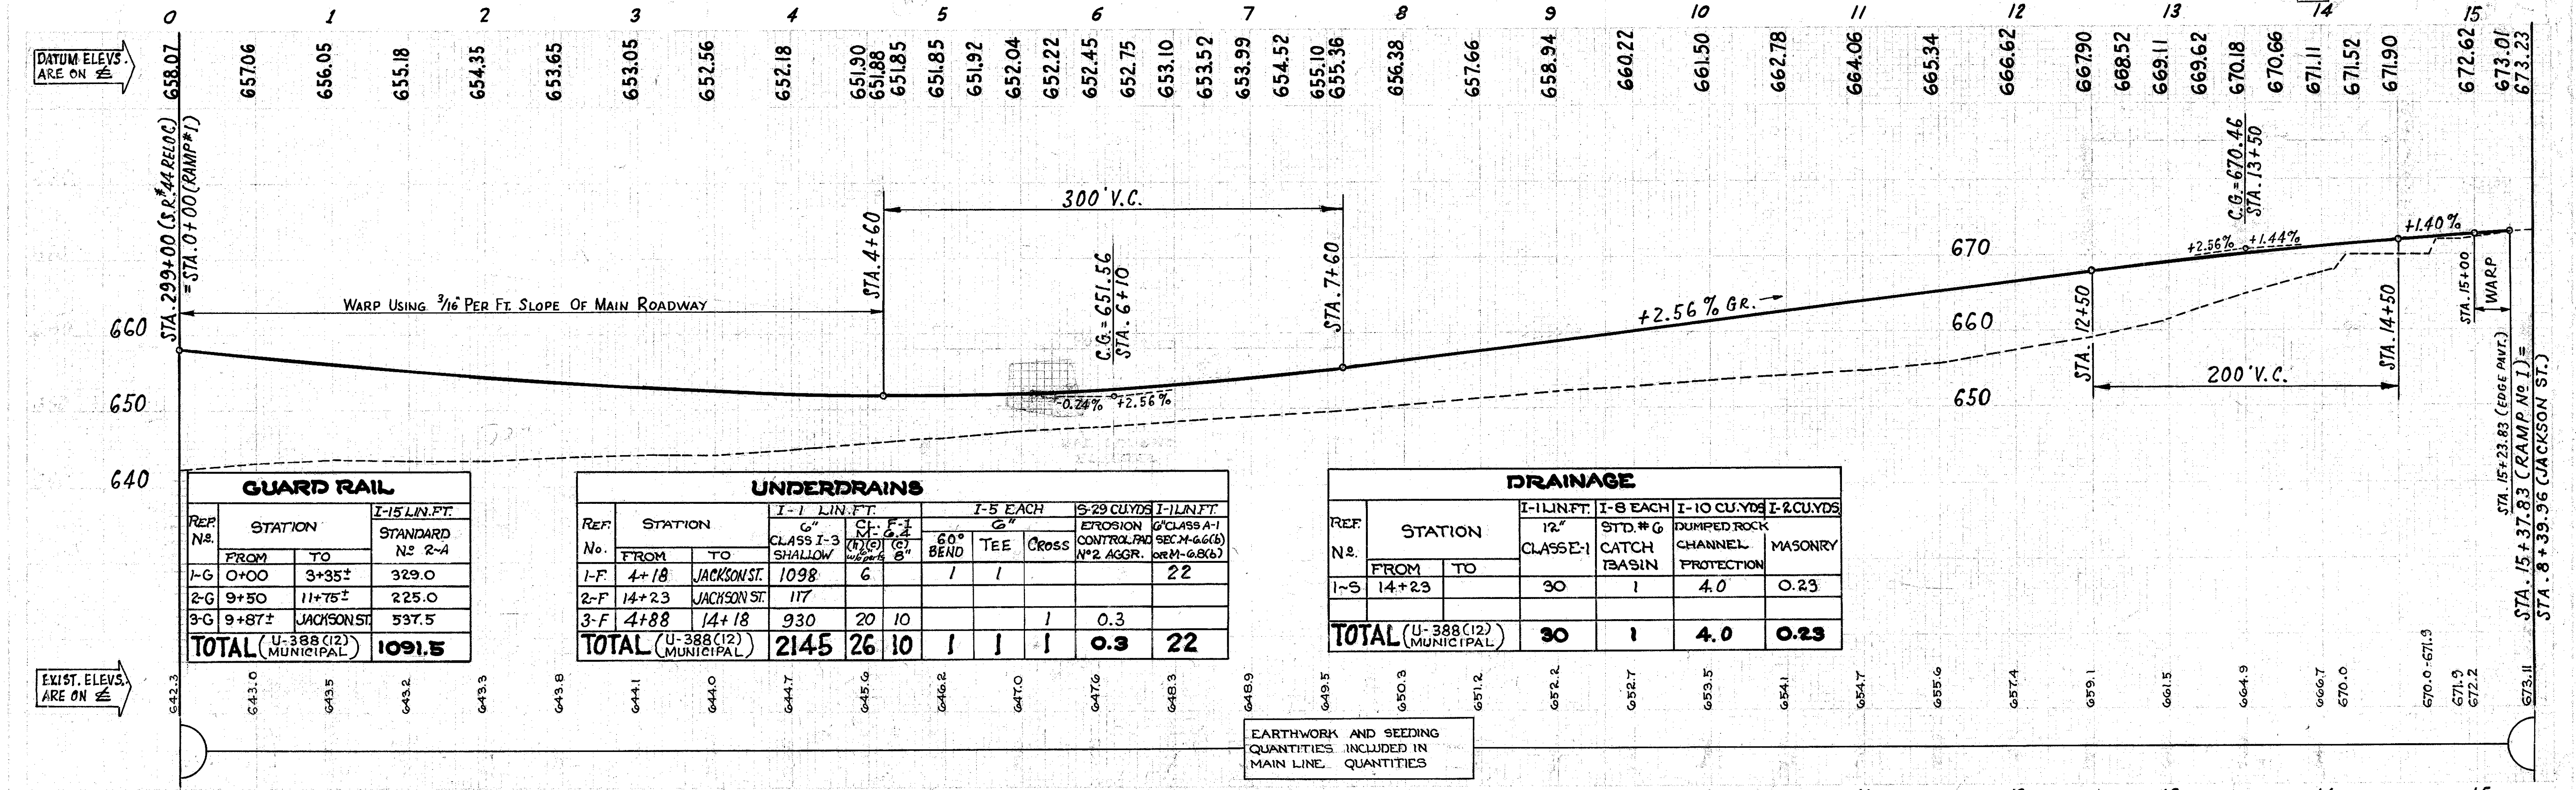 0 1 2 3 4 5 6 7 8 9 10 11 12 13 14 15
DATUM ELEVS.
ARE ON ⅊
658.07 657.06 656.05 655.18 654.35 653.65 653.05 652.56 652.18 651.90 651.88 651.85 651.85 651.92 652.04 652.22 652.45 652.75 653.10 653.52 653.99 654.52 655.10 655.36 656.38 657.66 658.94 660.22 661.50 662.78 664.06 665.34 666.62 667.90 668.52 669.11 669.62 670.18 670.66 671.11 671.52 671.90 672.62 673.01 673.23
STA. 299+00 (S.R.#44 RELOC)
=STA. 0+00 (RAMP #1)
WARP USING 3/16" PER FT. SLOPE OF MAIN ROADWAY
STA. 4+60
300' V.C.
C.G.=651.56
STA. 6+10
-0.24% +2.56%
STA. 7+60
+2.56% GR.
STA. 12+50
200' V.C.
C.G.=670.46
STA. 13+50
+2.56% +1.44%
STA. 14+50
+1.40%
STA. 15+00
WARP
STA. 15+23.83 (EDGE PAVT.)
STA. 15+37.83 (RAMP No 1) =
STA. 8+39.96 (JACKSON ST.)
660
650
640
670
660
650
GUARD RAIL
REF. No. STATION I-15 LIN.FT.
STANDARD
No 2-A
FROM TO
1-G 0+00 3+35± 329.0
2-G 9+50 11+75± 225.0
3-G 9+87± JACKSON ST. 537.5
TOTAL (U-388(12) MUNICIPAL) 1091.5
UNDERDRAINS
REF. No. STATION I-1 LIN.FT. I-5 EACH S-29 CU.YDS I-1 LIN.FT.
6" CLASS I-3 SHALLOW CL. F-1 M-6.4 6" EROSION CONTROL PAD No 2 AGGR. 6" CLASS A-1 SEC. M-6.6(b) OR M-6.8(b)
FROM TO (c) 8" 60° BEND TEE CROSS
1-F 4+18 JACKSON ST. 1098 6 1 1 22
2-F 14+23 JACKSON ST. 117
3-F 4+88 14+18 930 20 10 1 0.3
TOTAL (U-388(12) MUNICIPAL) 2145 26 10 1 1 1 0.3 22
DRAINAGE
REF. No. STATION I-1 LIN.FT. I-8 EACH I-10 CU.YDS I-2 CU.YDS.
12" CLASS E-1 STD. #6 CATCH BASIN DUMPED ROCK CHANNEL PROTECTION MASONRY
FROM TO
1-S 14+23 30 1 4.0 0.23
TOTAL (U-388(12) MUNICIPAL) 30 1 4.0 0.23
EXIST. ELEVS.
ARE ON ⅊
642.3 643.0 643.5 643.2 643.3 643.8 644.1 644.0 644.7 645.6 646.2 647.0 647.6 648.3 648.9 649.5 650.3 651.2 652.2 652.7 653.5 654.1 654.7 655.6 657.4 659.1 661.5 664.9 666.7 670.0 670.0-671.9 671.9 672.2 673.11
EARTHWORK AND SEEDING
QUANTITIES INCLUDED IN
MAIN LINE QUANTITIES